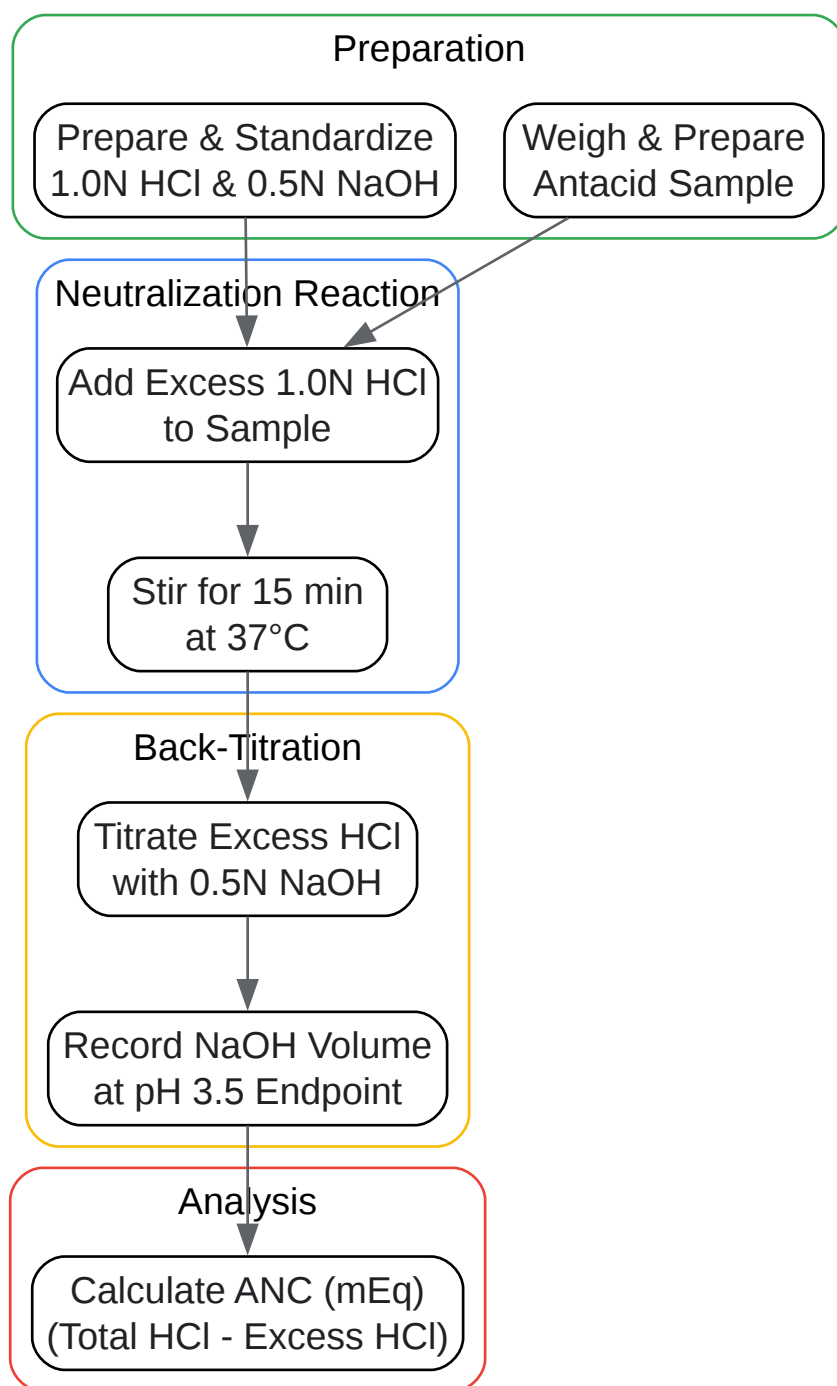 Preparation
Prepare & Standardize
1.0N HCl & 0.5N NaOH
Weigh & Prepare
Antacid Sample
Neutralization Reaction
Add Excess 1.0N HCl
to Sample
Stir for 15 min
at 37°C
Back-Titration
Titrate Excess HCl
with 0.5N NaOH
Record NaOH Volume
at pH 3.5 Endpoint
Analysis
Calculate ANC (mEq)
(Total HCl - Excess HCl)